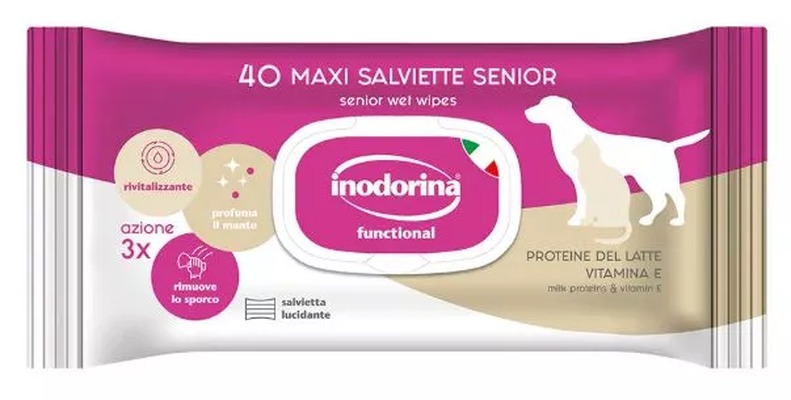 40 MAXI SALVIETTE SENIOR
senior wet wipes
rivitalizzante
profuma
il manto
azione
3x
rimuove
lo sporco
salvietta
lucidante
inodorina®
functional
PROTEINE DEL LATTE
VITAMINA E
milk proteins & vitamin E